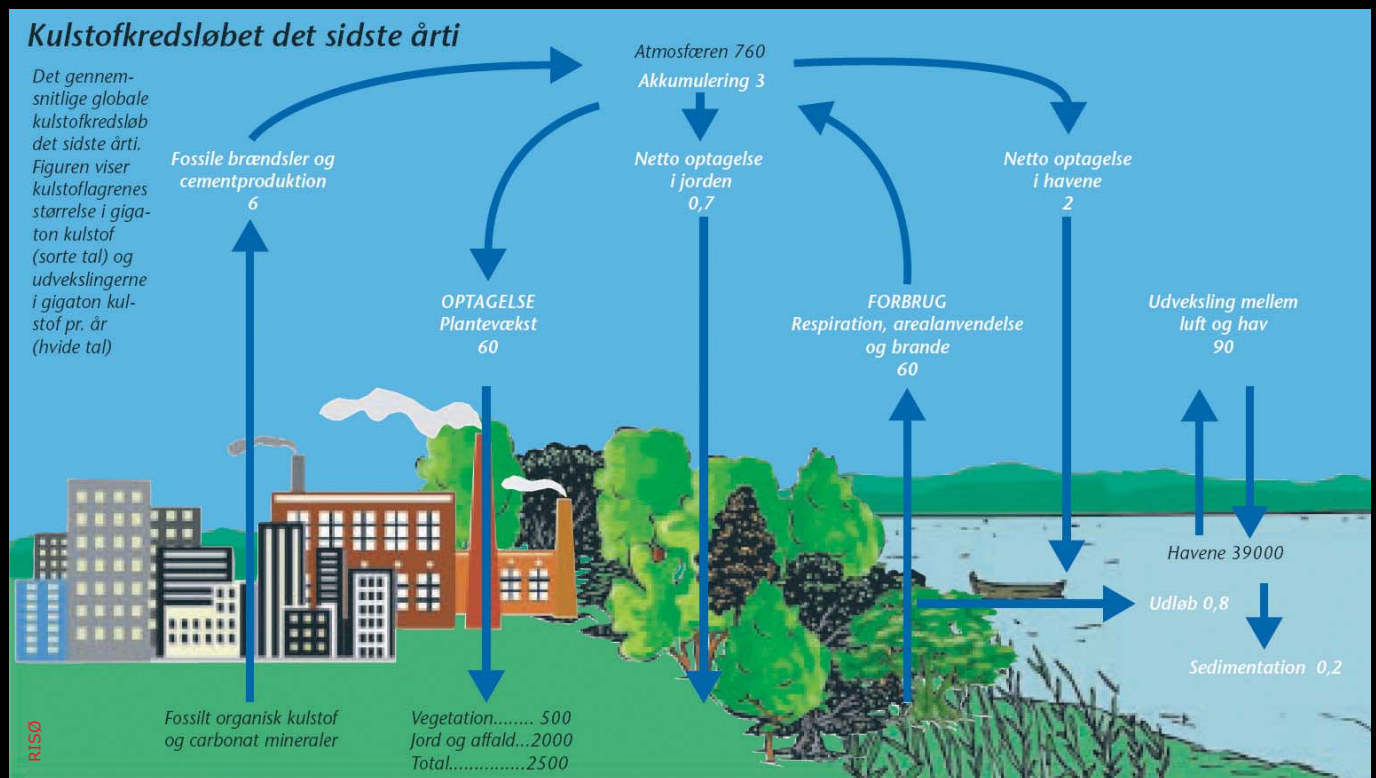 Kulstofkredsløbet det sidste årti
Det gennem-
snitlige globale
kulstofkredsløb
det sidste årti.
Figuren viser
kulstoflagrenes
størrelse i giga-
ton kulstof
(sorte tal) og
udvekslingerne
i gigaton kul-
stof pr. år
(hvide tal)
Atmosfæren 760
Akkumulering 3
Fossile brændsler og
cementproduktion
6
Netto optagelse
i jorden
0,7
Netto optagelse
i havene
2
OPTAGELSE
Plantevækst
60
FORBRUG
Respiration, arealanvendelse
og brande
60
Udveksling mellem
luft og hav
90
Havene 39000
Udløb 0,8
Sedimentation 0,2
Fossilt organisk kulstof
og carbonat mineraler
Vegetation........ 500
Jord og affald...2000
Total...............2500
RISØ